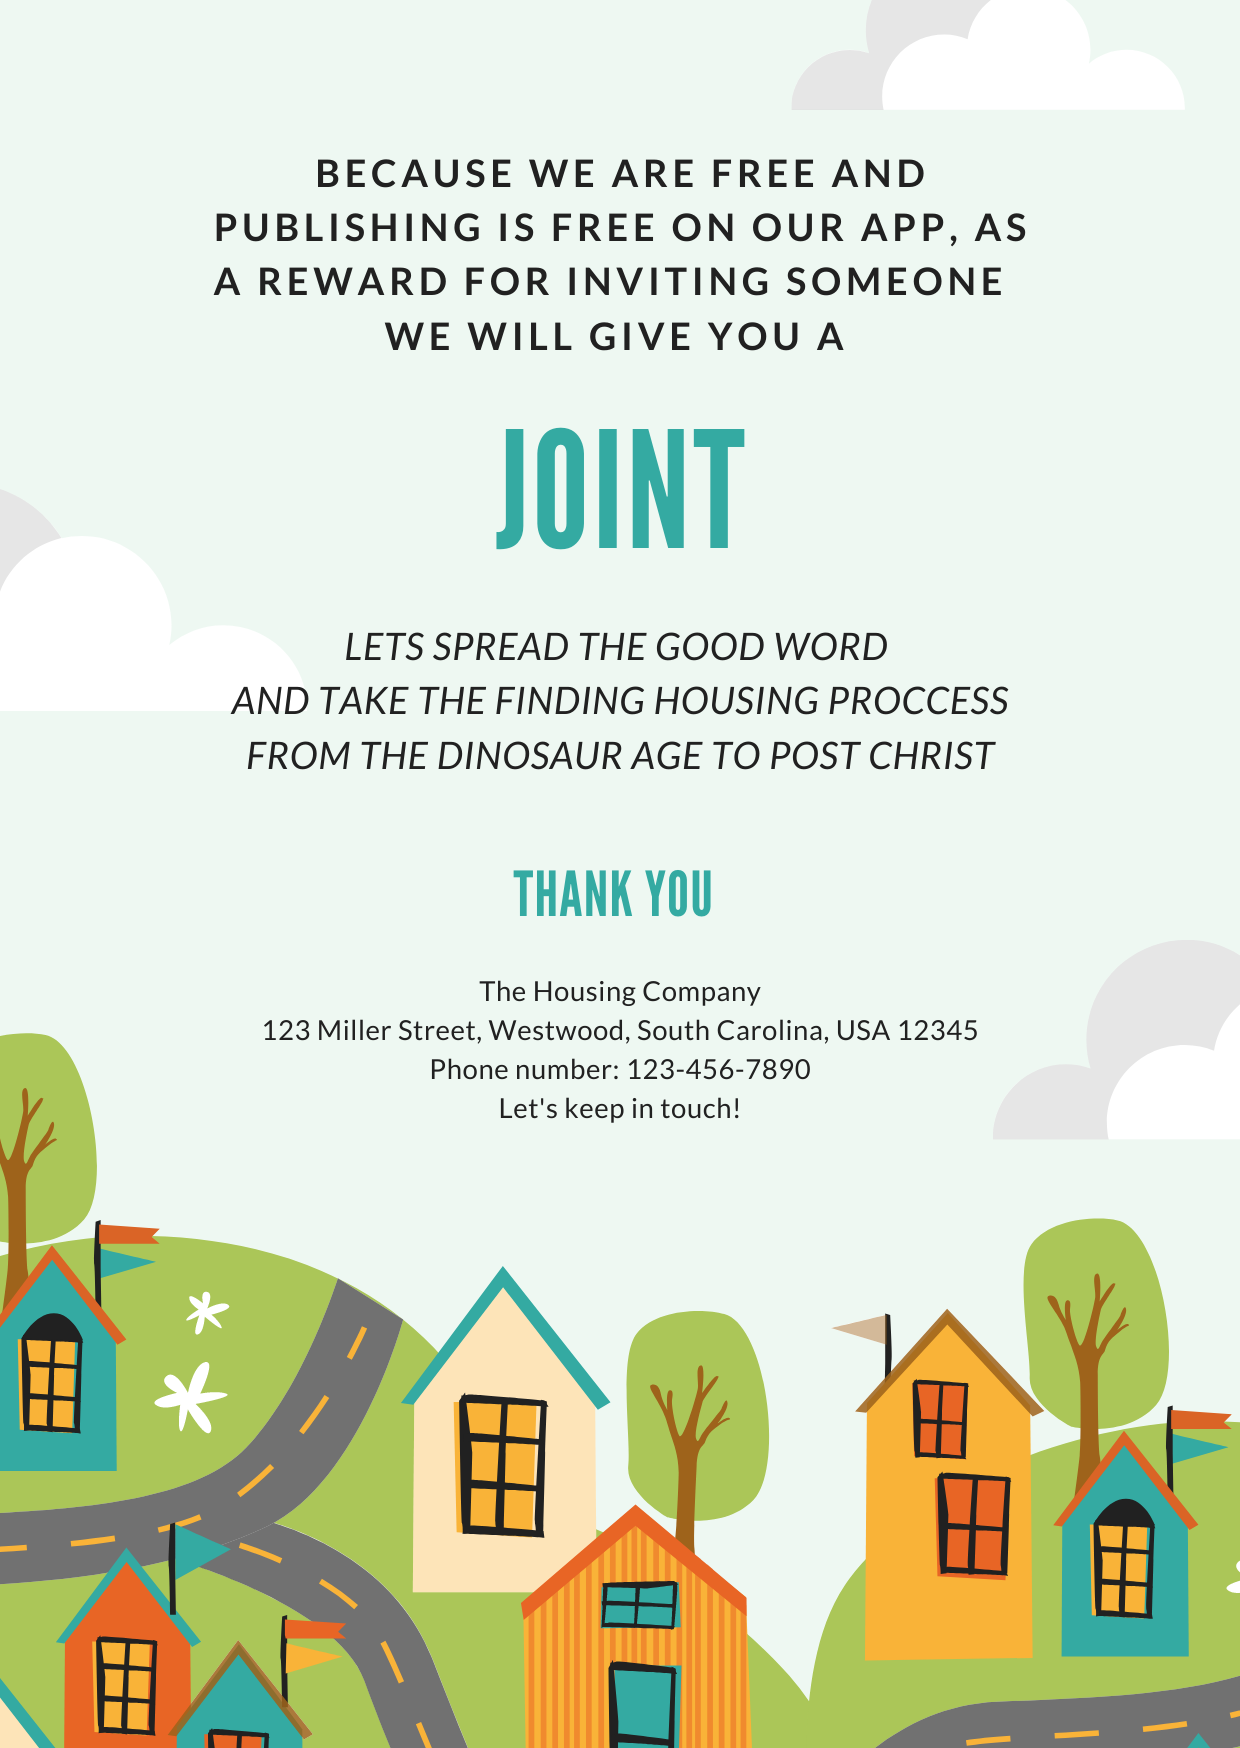 BECAUSE WE ARE FREE AND
PUBLISHING IS FREE ON OUR APP, AS
A REWARD FOR INVITING SOMEONE
WE WILL GIVE YOU A
JOINT
LETS SPREAD THE GOOD WORD
AND TAKE THE FINDING HOUSING PROCCESS
FROM THE DINOSAUR AGE TO POST CHRIST
THANK YOU
The Housing Company
123 Miller Street, Westwood, South Carolina, USA 12345
Phone number: 123-456-7890
Let's keep in touch!